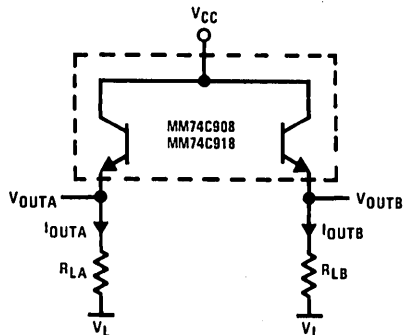 VCC
MM74C908
MM74C918
VOUTA
VOUTB
IOUTA
IOUTB
RLA
RLB
VL
VL